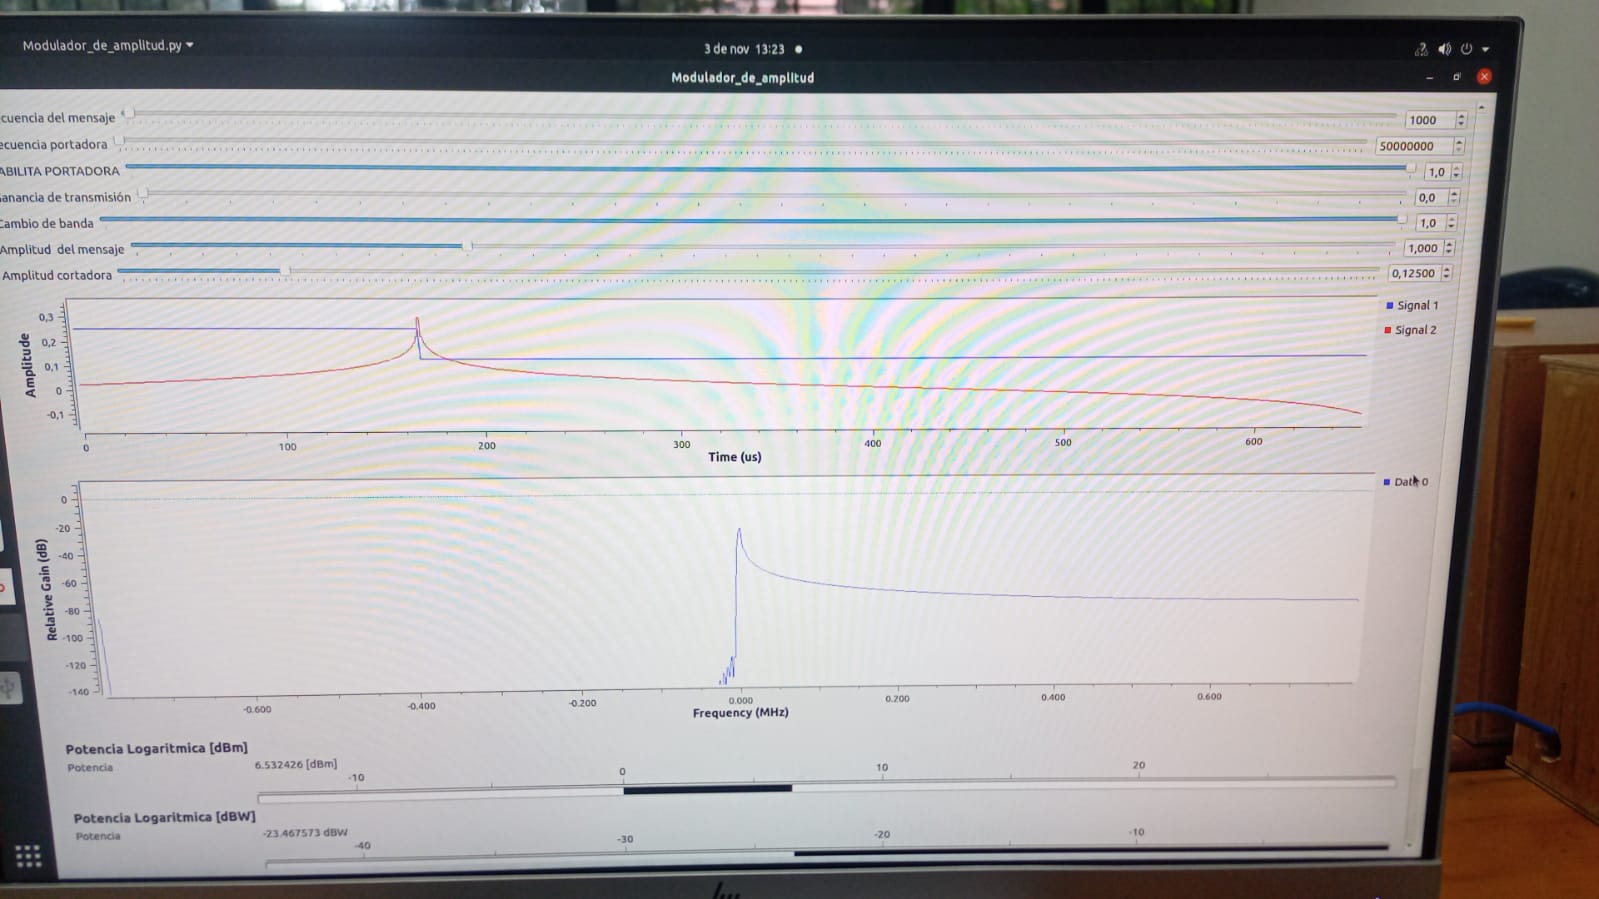 Modulador_de_amplitud.py
3 de nov 13:23
Modulador_de_amplitud
cuencia del mensaje 1000
ecuencia portadora 50000000
ABILITA PORTADORA 1,0
anancia de transmisión 0,0
Cambio de banda 1,0
Amplitud del mensaje 1,000
Amplitud cortadora 0,12500
Signal 1
Signal 2
Amplitude
0,3
0,2
0,1
0
-0,1
0 100 200 300 400 500 600
Time (us)
Data 0
Relative Gain (dB)
0
-20
-40
-60
-80
-100
-120
-140
-0.600 -0.400 -0.200 0.000 0.200 0.400 0.600
Frequency (MHz)
Potencia Logaritmica [dBm]
Potencia 6.532426 [dBm]
-10 0 10 20
Potencia Logaritmica [dBW]
Potencia -23.467573 dBW
-40 -30 -20 -10
hp